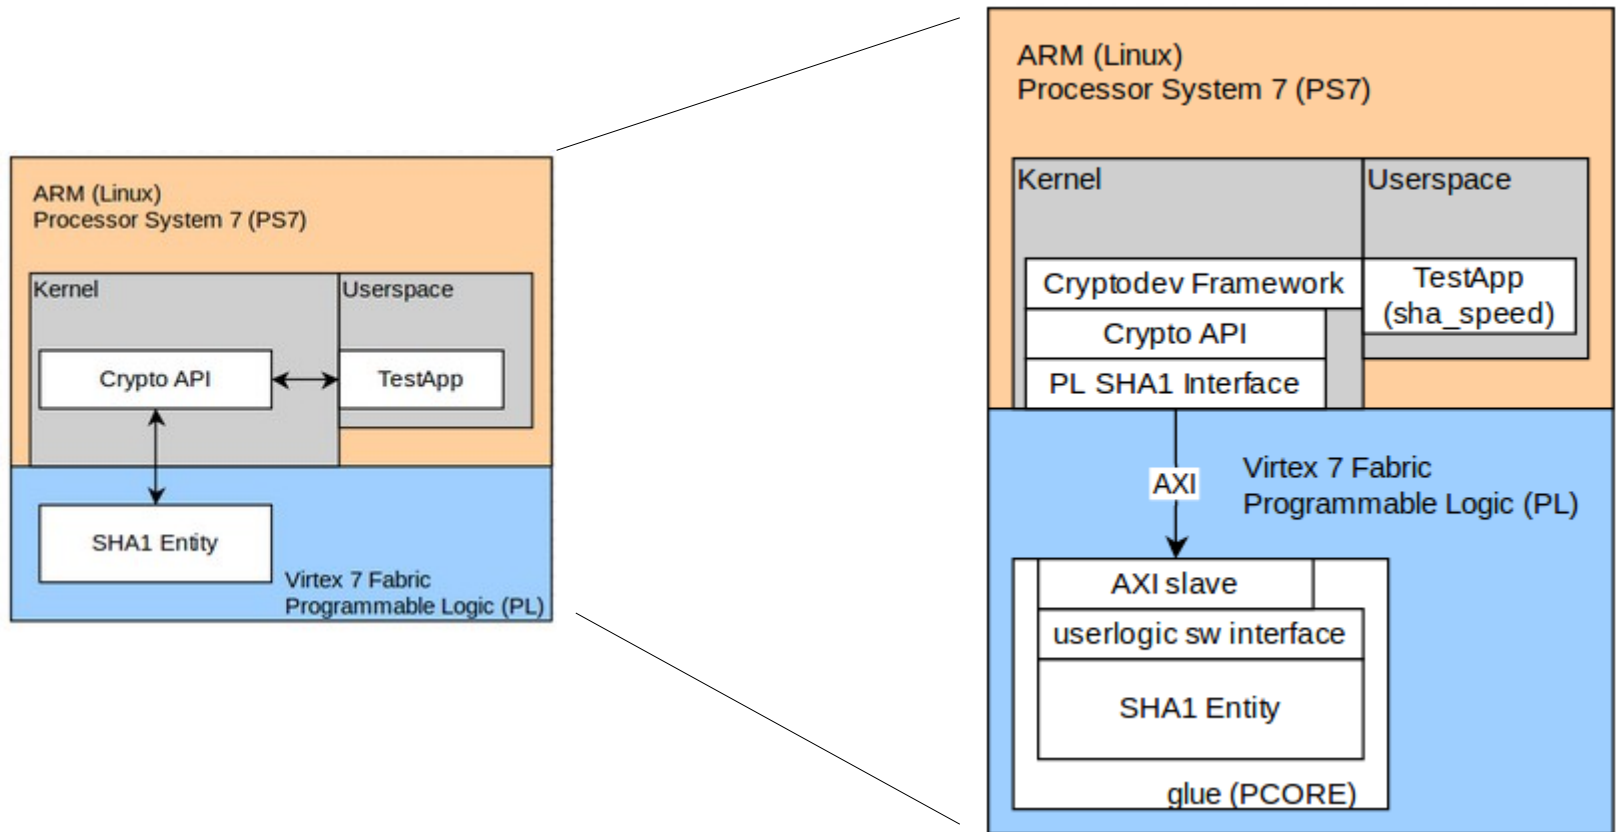 ARM (Linux)
Processor System 7 (PS7)
Kernel
Userspace
Crypto API
TestApp
SHA1 Entity
Virtex 7 Fabric
Programmable Logic (PL)
ARM (Linux)
Processor System 7 (PS7)
Kernel
Userspace
Cryptodev Framework
TestApp
(sha_speed)
Crypto API
PL SHA1 Interface
AXI
Virtex 7 Fabric
Programmable Logic (PL)
AXI slave
userlogic sw interface
SHA1 Entity
glue (PCORE)